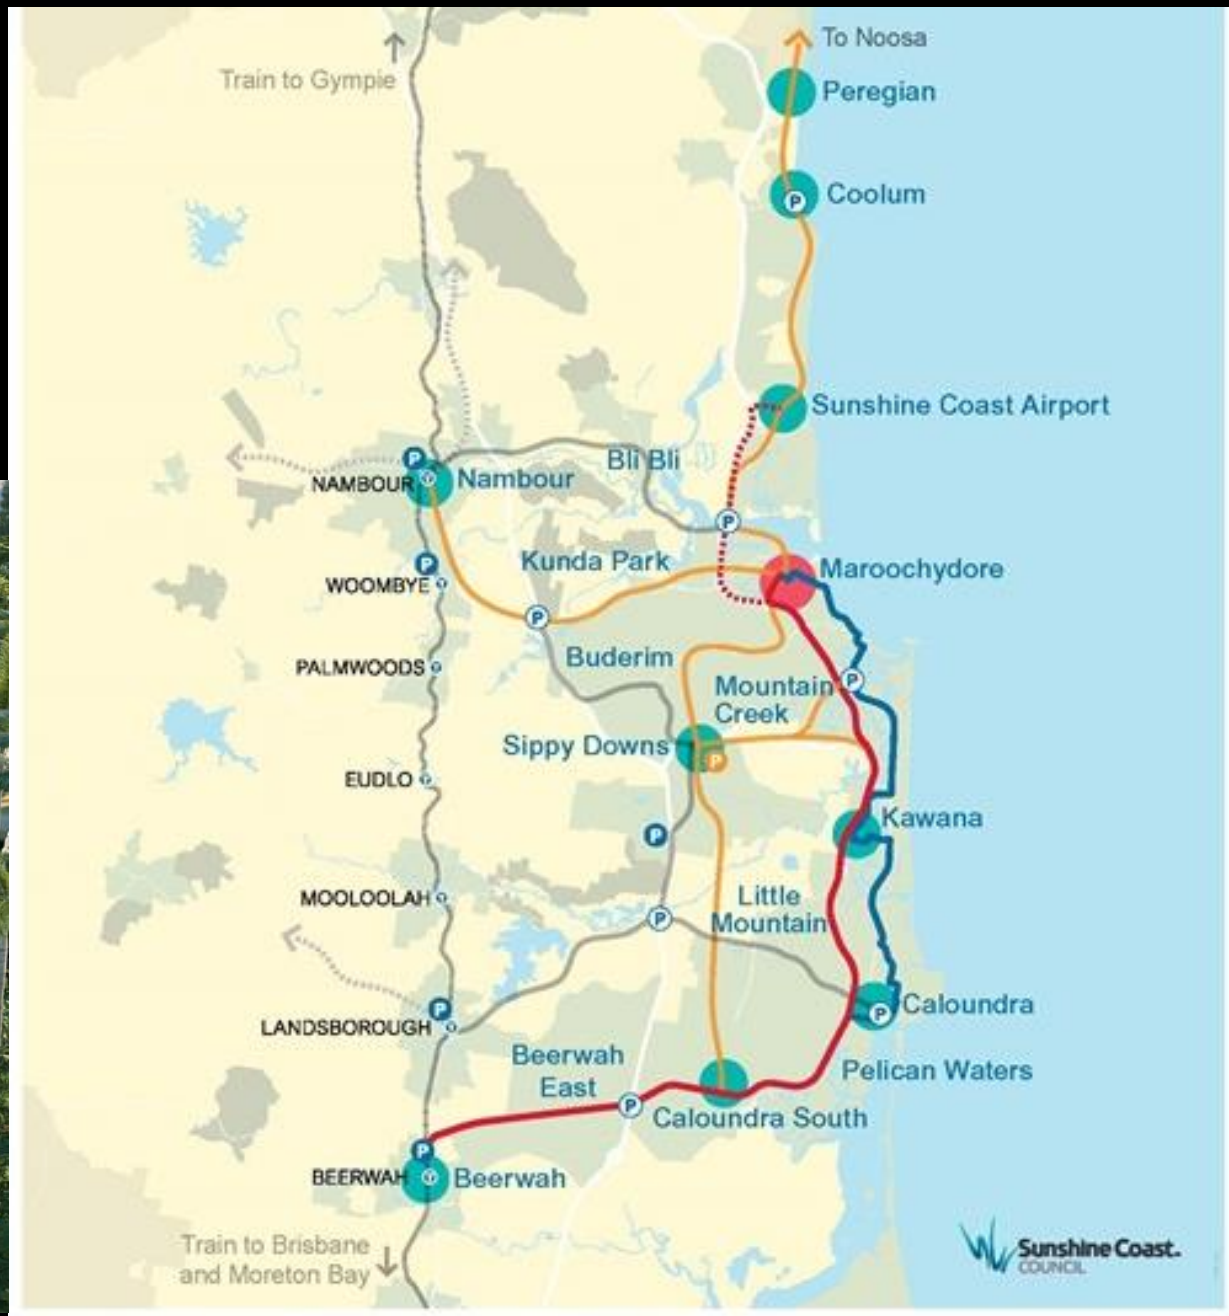 To Noosa
Train to Gympie
Peregian
Coolum
P
Sunshine Coast Airport
Bli Bli
P
NAMBOUR
Nambour
P
P
Kunda Park
Maroochydore
WOOMBYE
P
Buderim
PALMWOODS
Mountain
Creek
P
Sippy Downs
P
EUDLO
Kawana
P
MOOLOOLAH
Little
Mountain
P
Caloundra
P
P
LANDSBOROUGH
Beerwah
East
Pelican Waters
P
Caloundra South
P
BEERWAH
Beerwah
Train to Brisbane
and Moreton Bay
Sunshine Coast.
COUNCIL